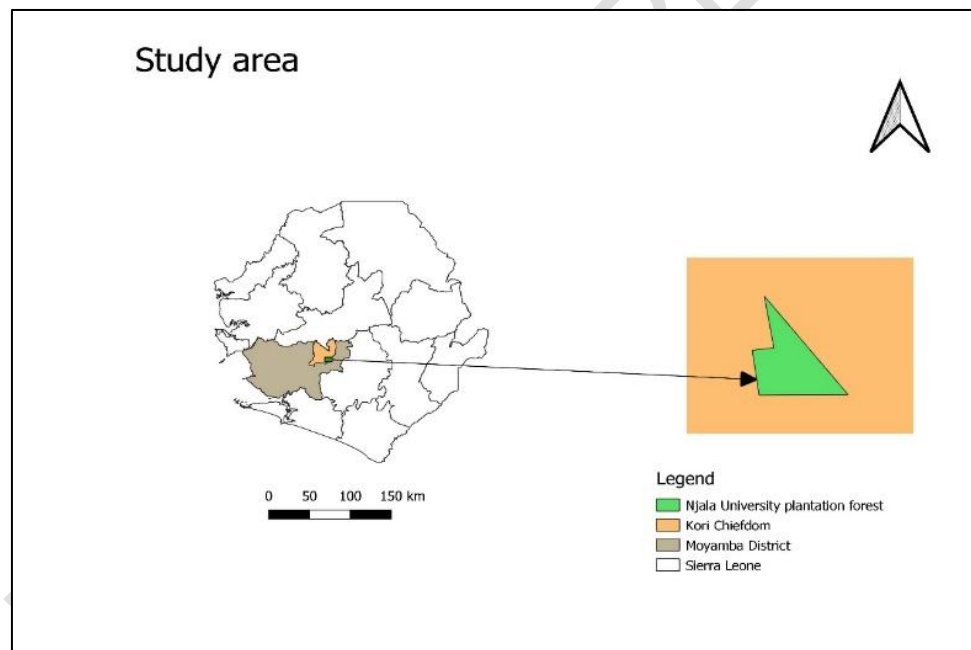 Study area
0 50 100 150 km
Legend
Njala University plantation forest
Kori Chiefdom
Moyamba District
Sierra Leone